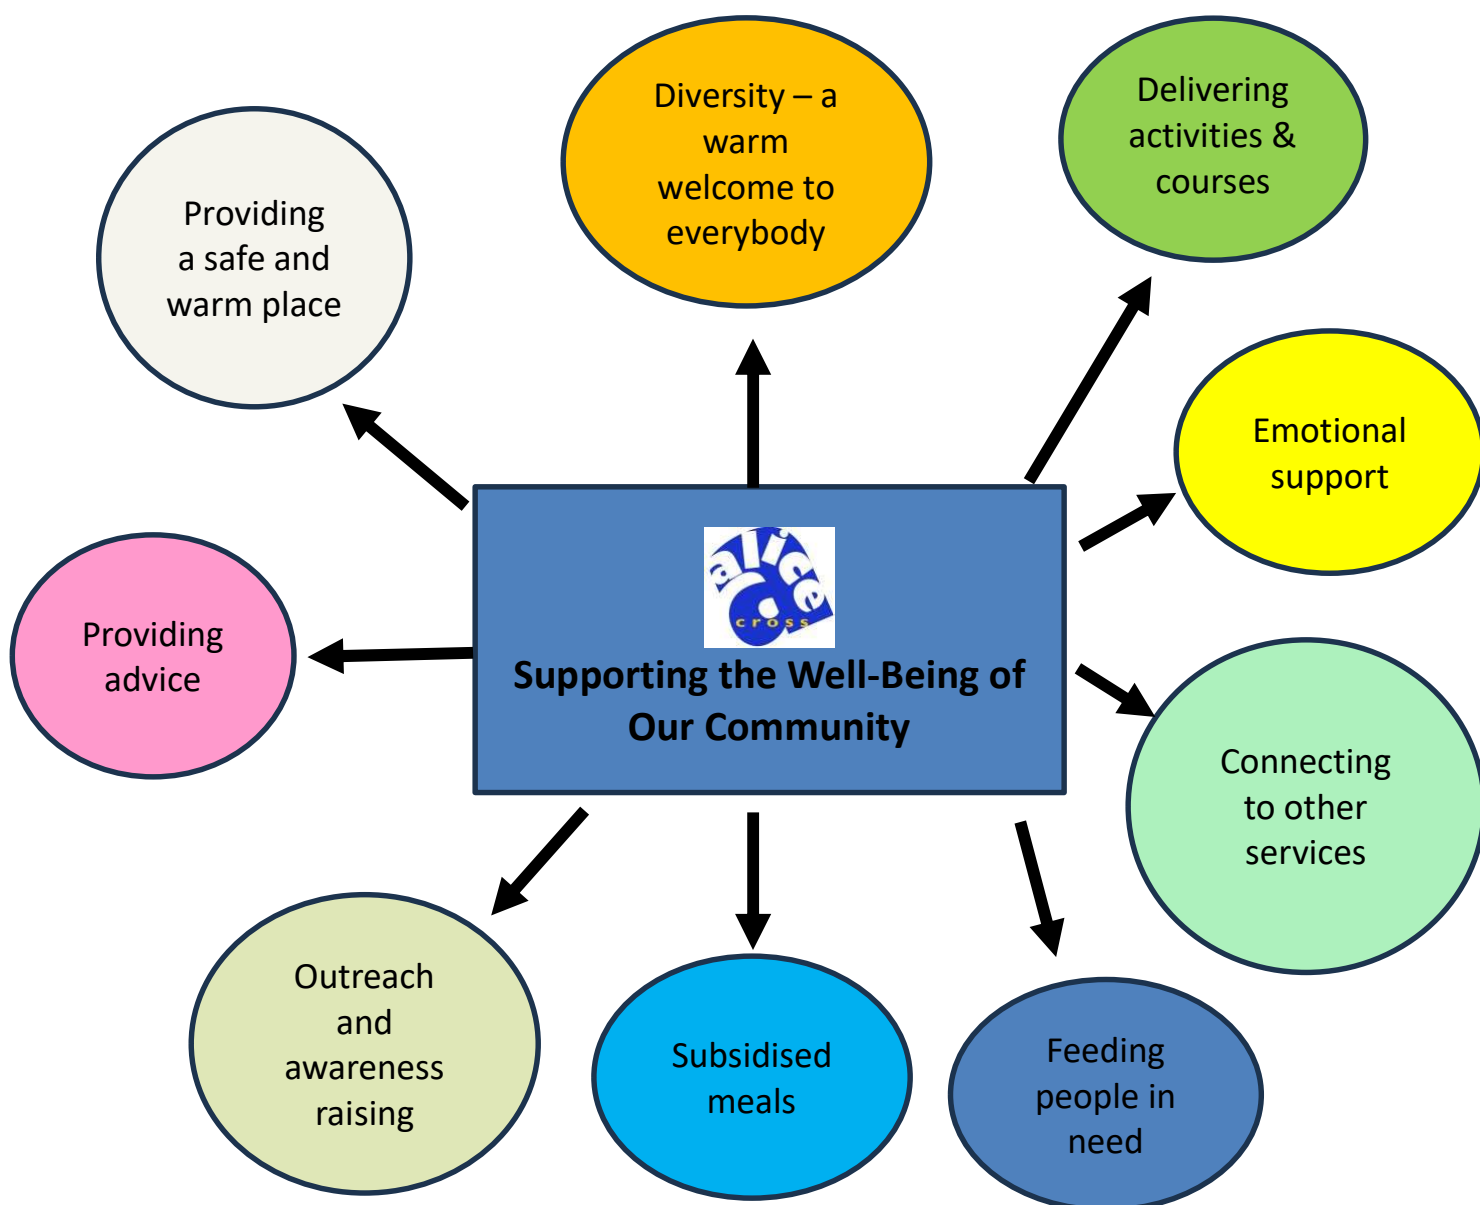 Diversity – a
warm
welcome to
everybody
Delivering
activities &
courses
Providing
a safe and
warm place
Emotional
support
alice
cross
Supporting the Well-Being of
Our Community
Providing
advice
Connecting
to other
services
Outreach
and
awareness
raising
Subsidised
meals
Feeding
people in
need